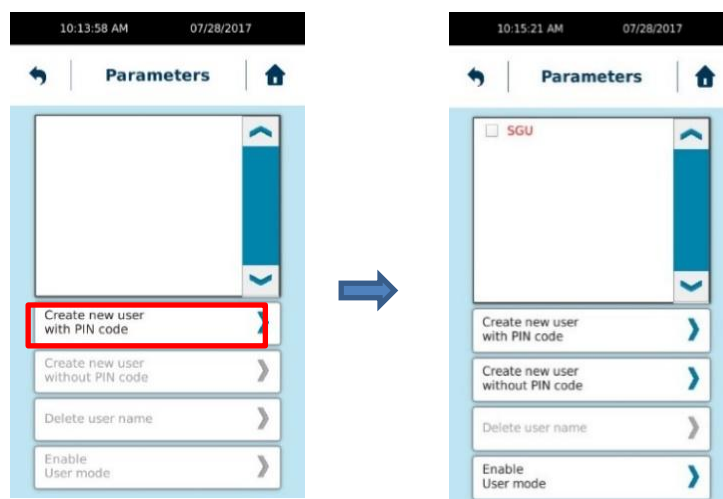 10:13:58 AM 07/28/2017
Parameters
Create new user
with PIN code
Create new user
without PIN code
Delete user name
Enable
User mode
10:15:21 AM 07/28/2017
Parameters
SGU
Create new user
with PIN code
Create new user
without PIN code
Delete user name
Enable
User mode